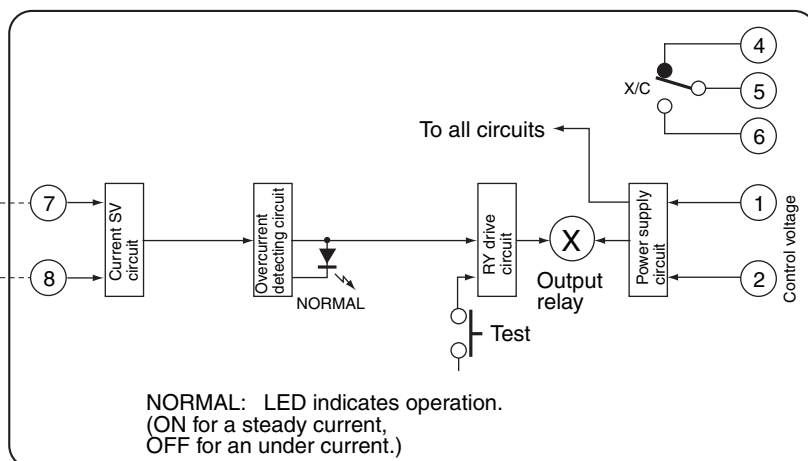 4
X/C
5
6
To all circuits
7
8
Current SV
circuit
Overcurrent
detecting circuit
NORMAL
RY drive
circuit
Test
X
Output
relay
Power supply
circuit
1
2
Control voltage
NORMAL: LED indicates operation.
(ON for a steady current,
OFF for an under current.)